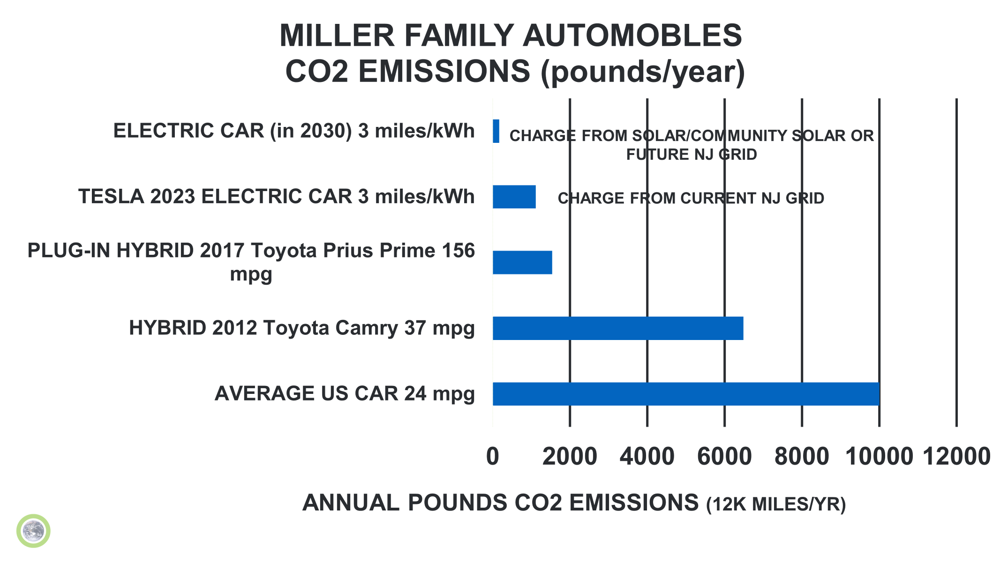 MILLER FAMILY AUTOMOBLES
CO2 EMISSIONS (pounds/year)
ELECTRIC CAR (in 2030) 3 miles/kWh
CHARGE FROM SOLAR/COMMUNITY SOLAR OR
FUTURE NJ GRID
TESLA 2023 ELECTRIC CAR 3 miles/kWh
CHARGE FROM CURRENT NJ GRID
PLUG-IN HYBRID 2017 Toyota Prius Prime 156
mpg
HYBRID 2012 Toyota Camry 37 mpg
AVERAGE US CAR 24 mpg
0 2000 4000 6000 8000 10000 12000
ANNUAL POUNDS CO2 EMISSIONS (12K MILES/YR)